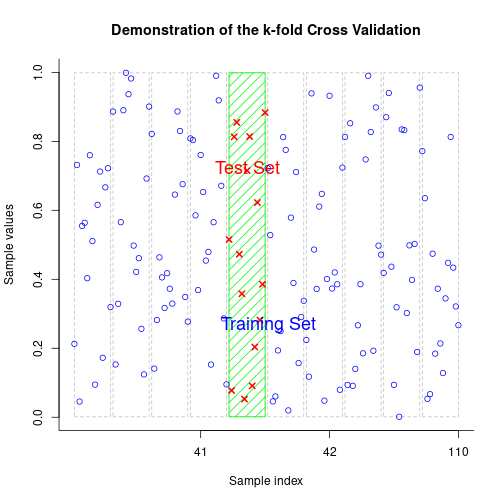 Demonstration of the k-fold Cross Validation
Sample values
1.0
0.8
0.6
0.4
0.2
0.0
Test Set
Training Set
41
42
110
Sample index